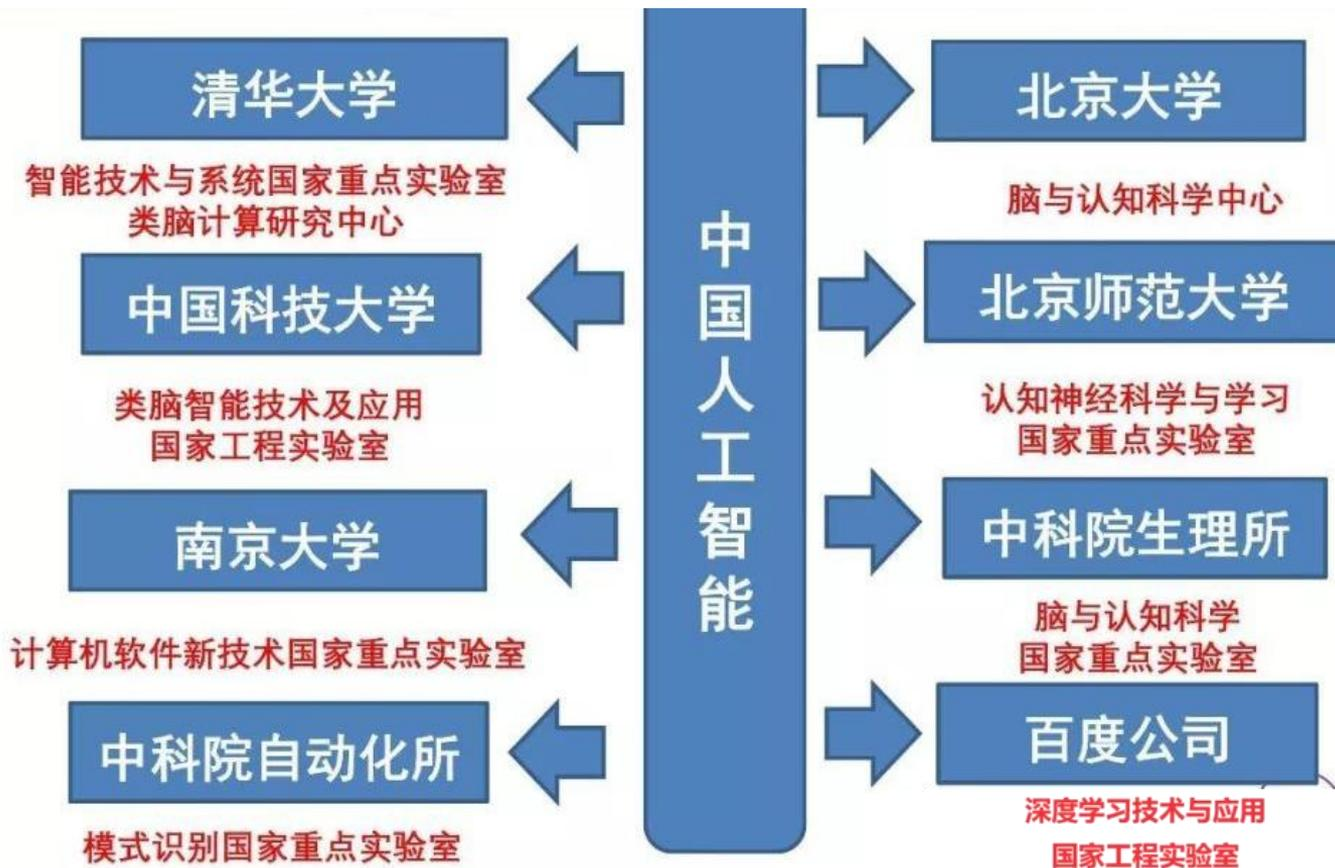 清华大学
智能技术与系统国家重点实验室
类脑计算研究中心
中国科技大学
类脑智能技术及应用
国家工程实验室
南京大学
计算机软件新技术国家重点实验室
中科院自动化所
模式识别国家重点实验室
中国人工智能
北京大学
脑与认知科学中心
北京师范大学
认知神经科学与学习
国家重点实验室
中科院生理所
脑与认知科学
国家重点实验室
百度公司
深度学习技术与应用
国家工程实验室